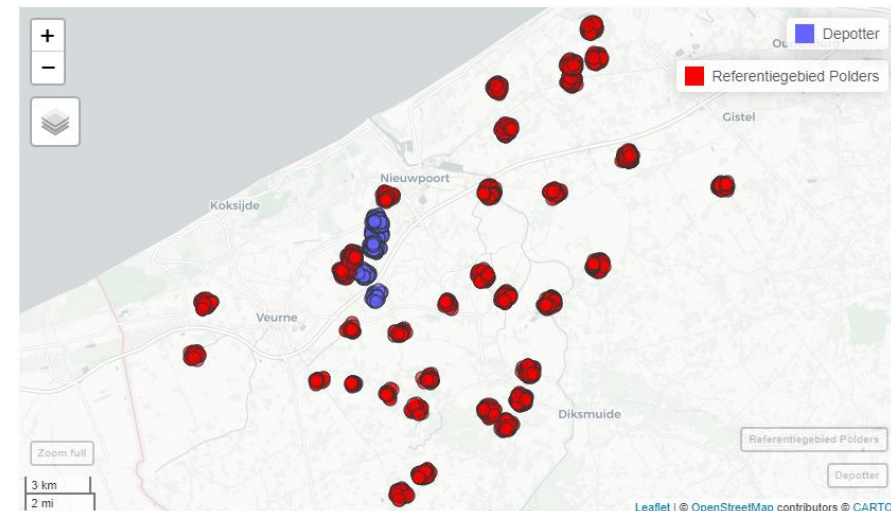 +
−
Depotter
Referentiegebied Polders
Gistel
Nieuwpoort
Koksijde
Veurne
Diksmuide
Referentiegebied Polders
Zoom full
Depotter
3 km
2 mi
Leaflet | © OpenStreetMap contributors © CARTO